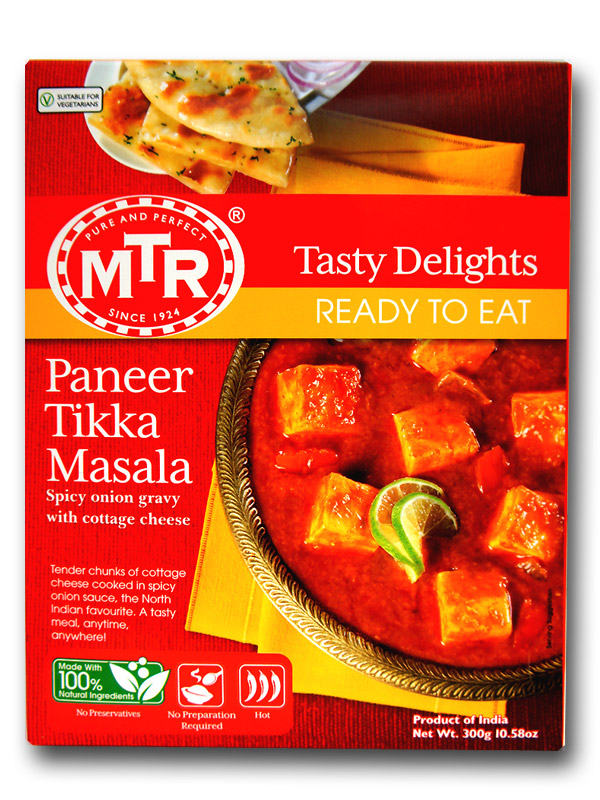 SUITABLE FOR
VEGETARIANS
PURE AND PERFECT
MTR
SINCE 1924
®
Tasty Delights
READY TO EAT
Paneer
Tikka
Masala
Spicy onion gravy
with cottage cheese
Tender chunks of cottage
cheese cooked in spicy
onion sauce, the North
Indian favourite. A tasty
meal, anytime,
anywhere!
Made With
100%
Natural Ingredients
No Preservatives
No Preparation
Required
Hot
Serving Suggestion
Product of India
Net Wt. 300g 10.58oz